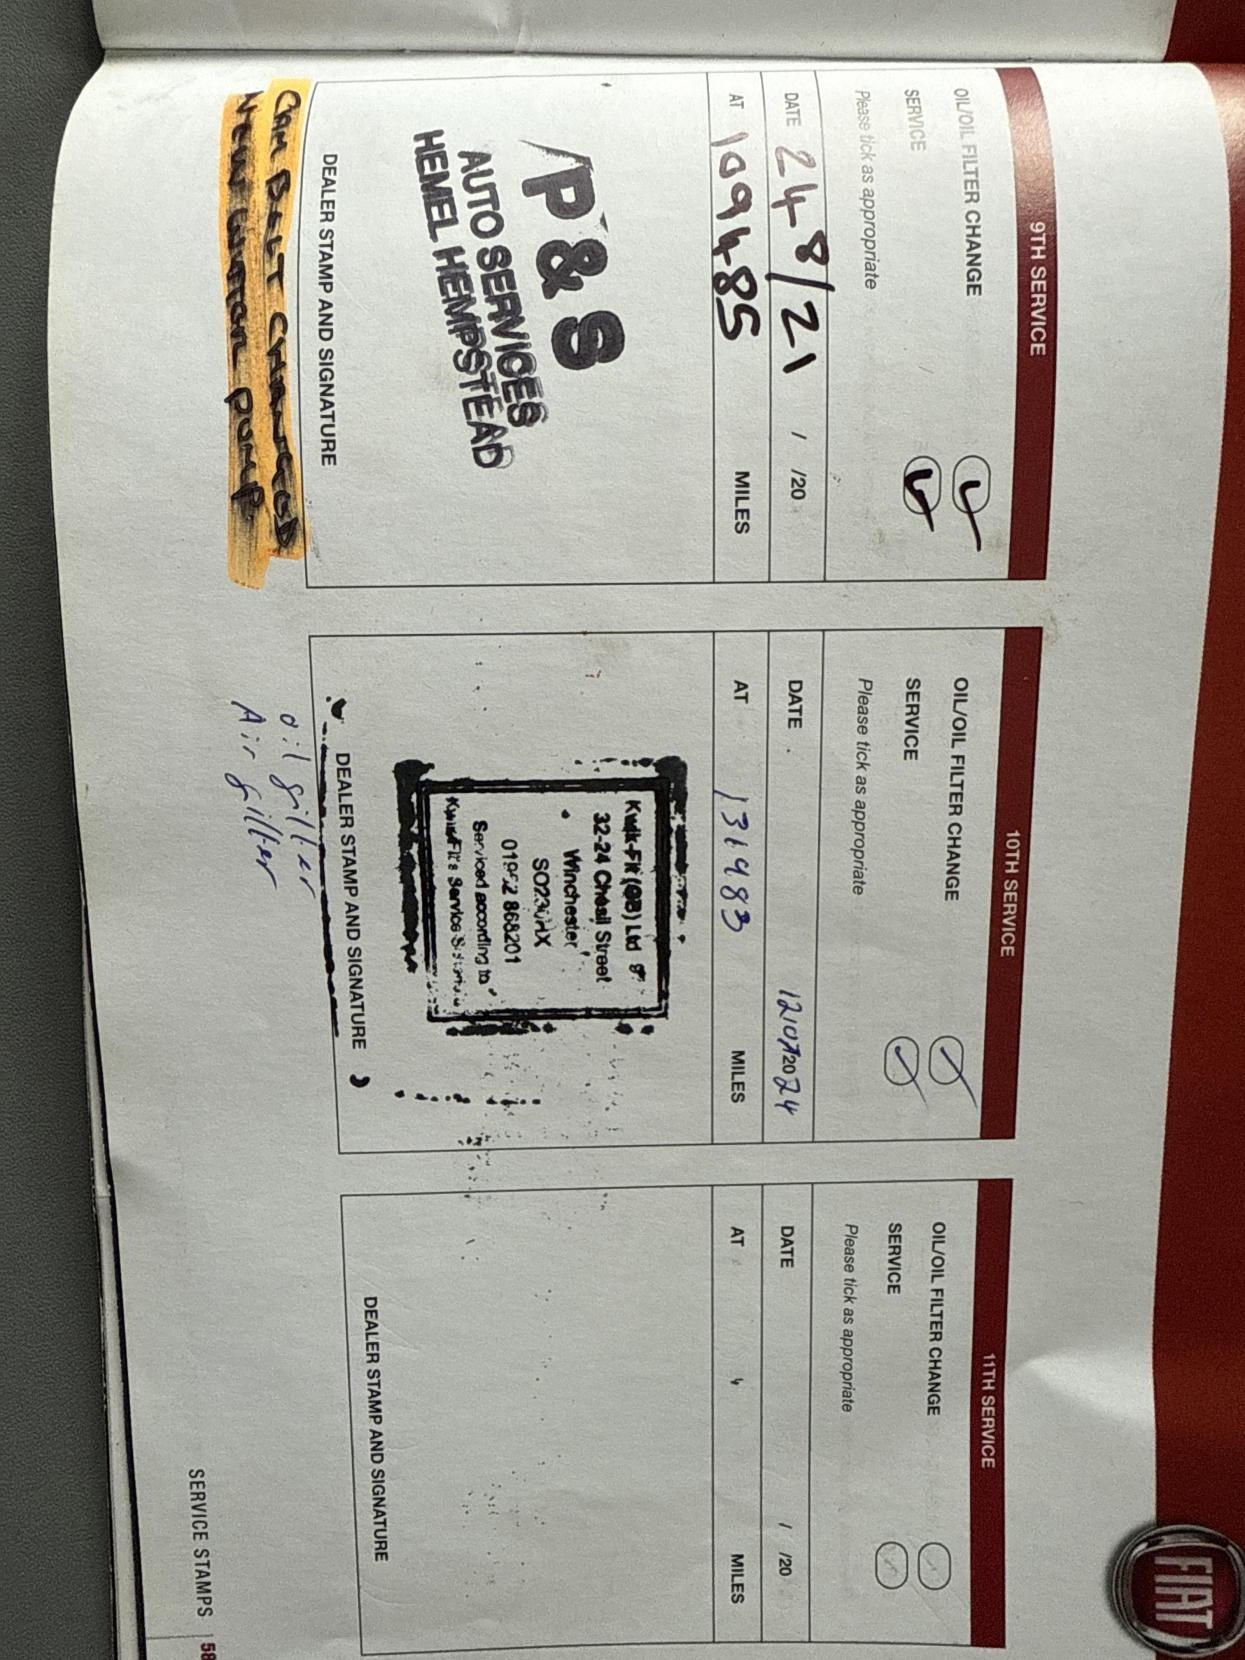 9TH SERVICE
OIL/OIL FILTER CHANGE
SERVICE
Please tick as appropriate
DATE 24 8/21 / /20
AT 109485 MILES
P & S
AUTO SERVICES
HEMEL HEMPSTEAD
DEALER STAMP AND SIGNATURE
CAM BELT CHANGED
NEW WATER PUMP
10TH SERVICE
OIL/OIL FILTER CHANGE
SERVICE
Please tick as appropriate
DATE 12/07/2024
AT 131983 MILES
Kwik-Fit (GB) Ltd
32-24 Chesil Street
Winchester
868201
Serviced according to
Service
DEALER STAMP AND SIGNATURE
oil filter
Air filter
11TH SERVICE
OIL/OIL FILTER CHANGE
SERVICE
Please tick as appropriate
DATE / /20
AT MILES
DEALER STAMP AND SIGNATURE
SERVICE STAMPS | 58
FIAT